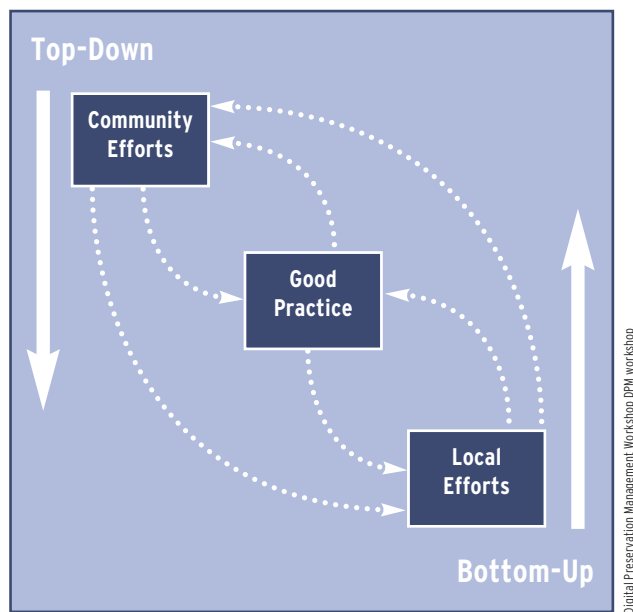 Top-Down
Community
Efforts
Good
Practice
Local
Efforts
Bottom-Up
Digital Preservation Management Workshop DPM workshop